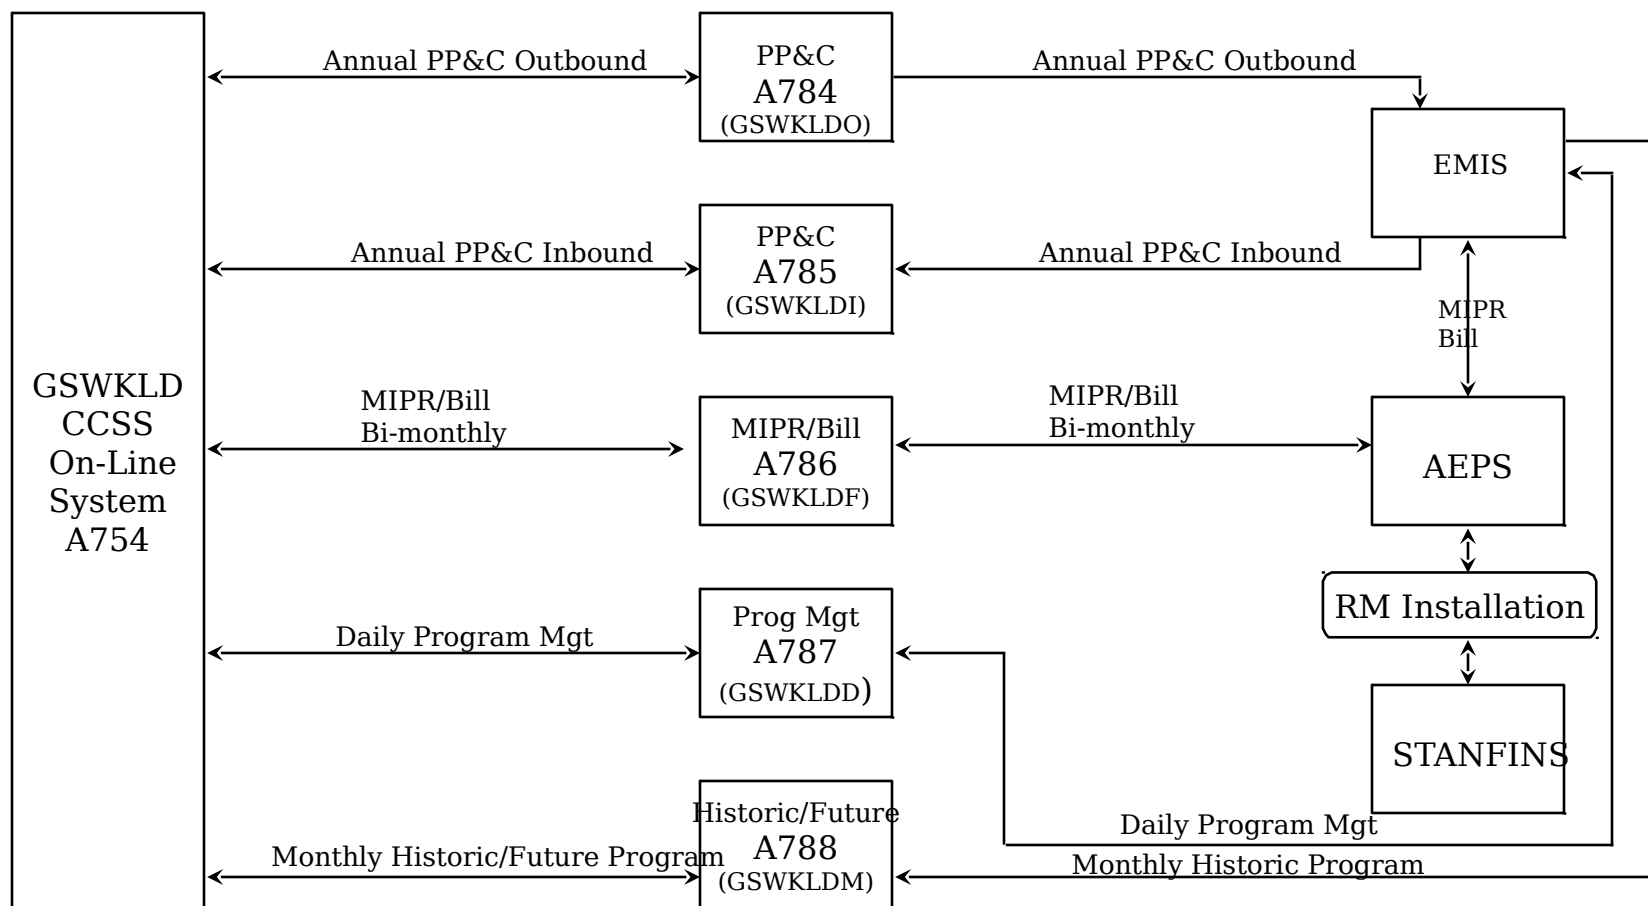 Annual PP&C Outbound
PP&C
A784
(GSWKLDO)
Annual PP&C Outbound
EMIS
Annual PP&C Inbound
PP&C
A785
(GSWKLDI)
Annual PP&C Inbound
MIPR
Bill
GSWKLD
CCSS
On-Line
System
A754
MIPR/Bill
Bi-monthly
MIPR/Bill
A786
(GSWKLDF)
MIPR/Bill
Bi-monthly
AEPS
RM Installation
Daily Program Mgt
Prog Mgt
A787
(GSWKLDD)
STANFINS
Daily Program Mgt
Monthly Historic/Future Program
Historic/Future
A788
(GSWKLDM)
Monthly Historic Program